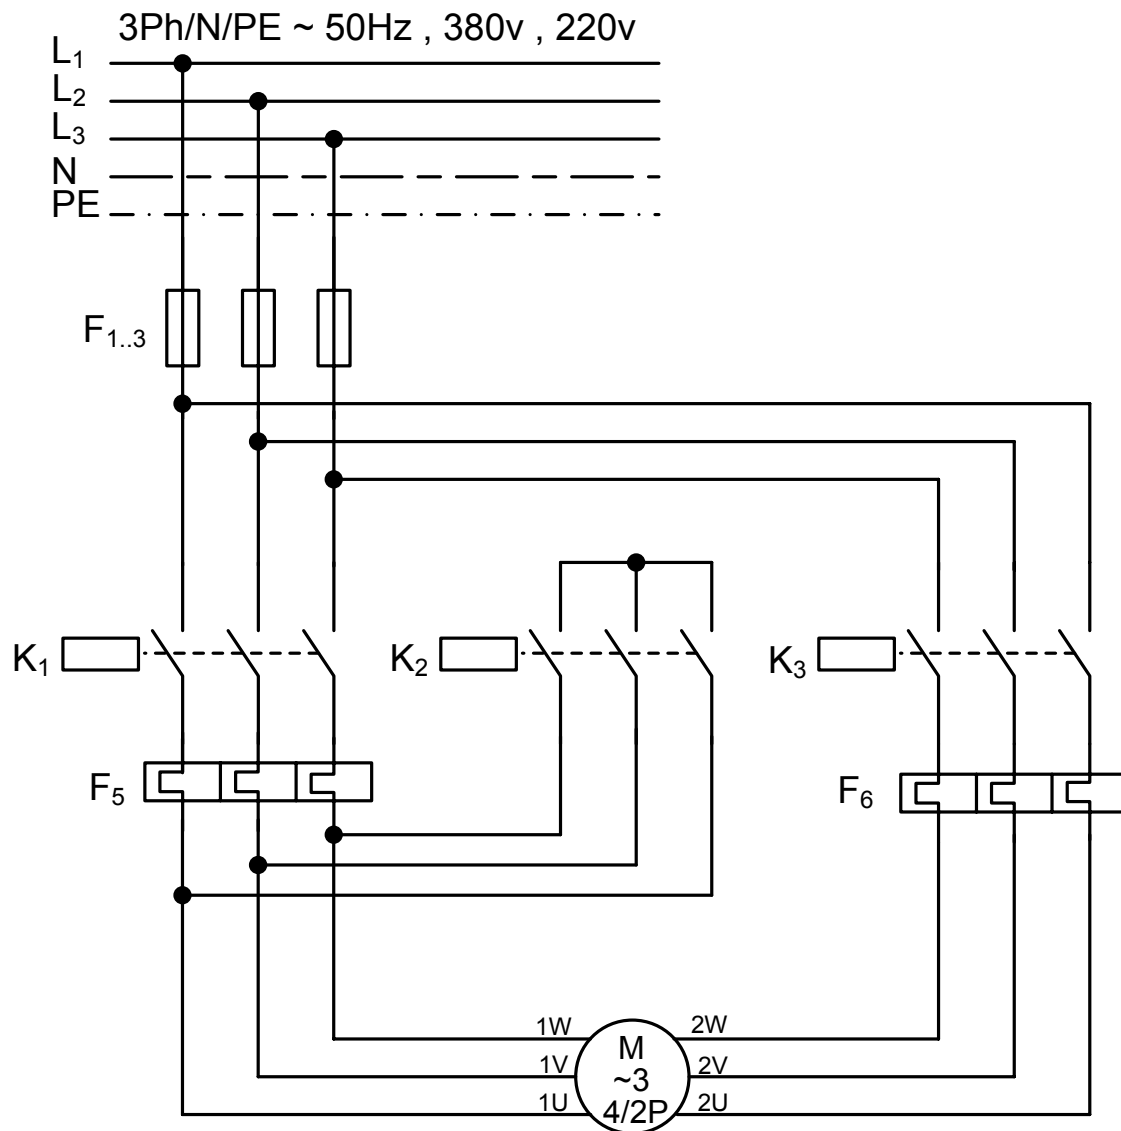 3Ph/N/PE ~ 50Hz , 380v , 220v
L₁
L₂
L₃
N
PE
F₁..₃
K₁
K₂
K₃
F₅
F₆
1W
2W
M
1V
~3
2V
1U
4/2P
2U